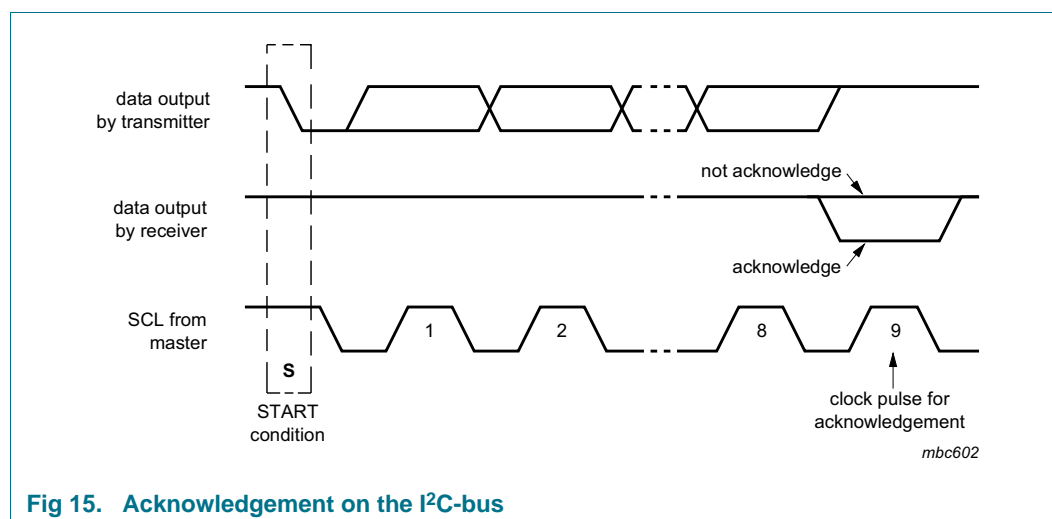 data output
by transmitter
not acknowledge
data output
by receiver
acknowledge
SCL from
master
1
2
8
9
S
START
condition
clock pulse for
acknowledgement
mbc602
Fig 15. Acknowledgement on the I²C-bus